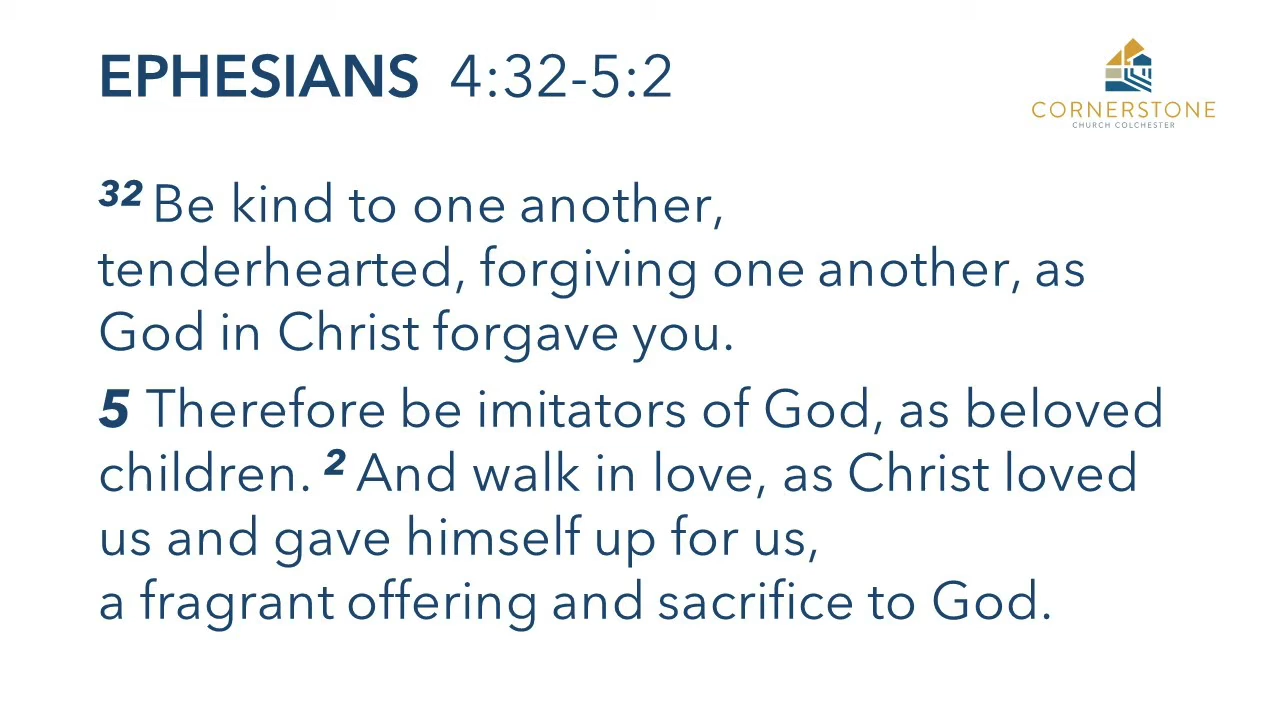 EPHESIANS 4:32-5:2
CORNERSTONE
CHURCH COLCHESTER
32 Be kind to one another,
tenderhearted, forgiving one another, as
God in Christ forgave you.
5 Therefore be imitators of God, as beloved
children. 2 And walk in love, as Christ loved
us and gave himself up for us,
a fragrant offering and sacrifice to God.